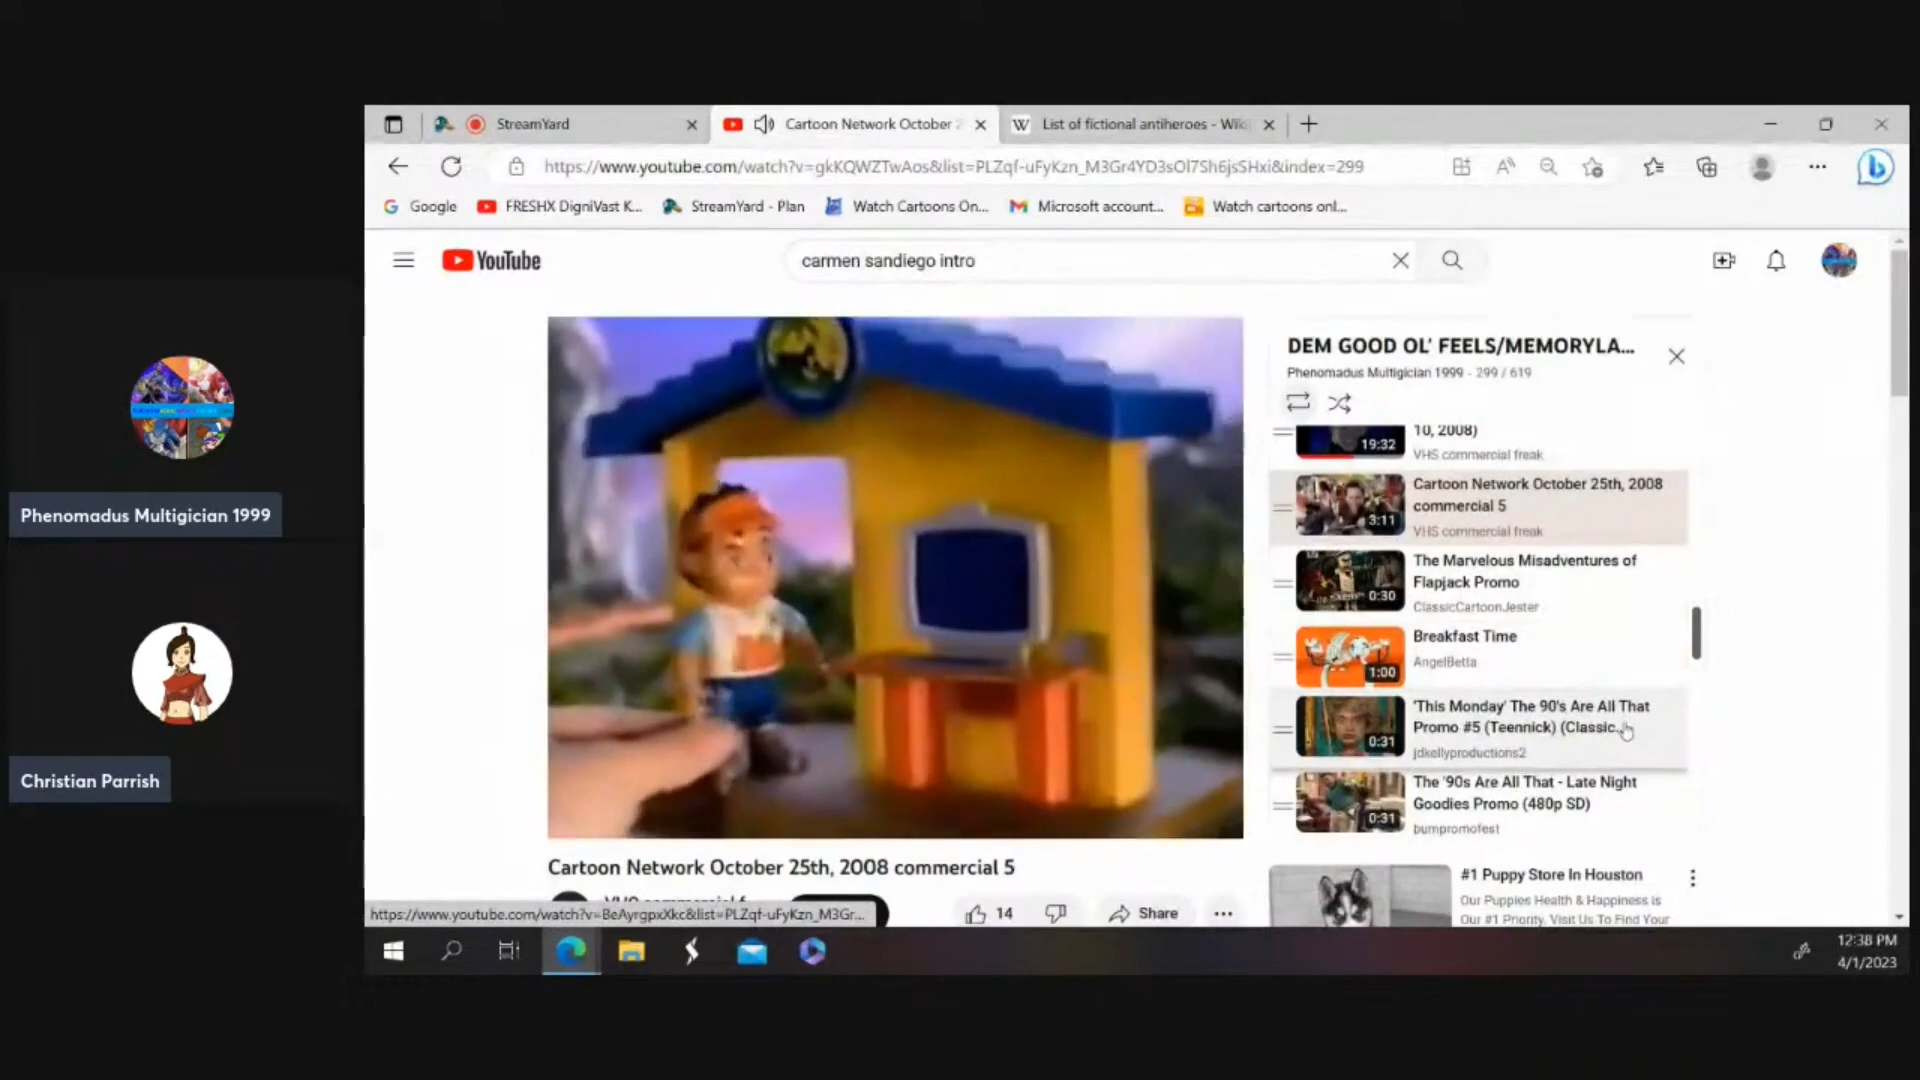 StreamYard
Cartoon Network October 2
List of fictional antiheroes - Wiki
https://www.youtube.com/watch?v=gkKQWZTwAos&list=PLZqf-uFyKzn_M3Gr4YD3sOl7Sh6jsSHxi&index=299
Google
FRESHX DigniVast K...
StreamYard - Plan
Watch Cartoons On...
Microsoft account...
Watch cartoons onl...
YouTube
carmen sandiego intro
DEM GOOD OL' FEELS/MEMORYLA...
Phenomadus Multigician 1999 - 299 / 619
19:32
10, 2008)
VHS commercial freak
3:11
Cartoon Network October 25th, 2008
commercial 5
VHS commercial freak
0:30
The Marvelous Misadventures of
Flapjack Promo
ClassicCartoonJester
1:00
Breakfast Time
AngelBetta
0:31
'This Monday' The 90's Are All That
Promo #5 (Teennick) (Classic...
jdkellyproductions2
0:31
The '90s Are All That - Late Night
Goodies Promo (480p SD)
bumpromofest
Phenomadus Multigician 1999
Christian Parrish
Cartoon Network October 25th, 2008 commercial 5
14
Share
https://www.youtube.com/watch?v=BeAyrgpxXkc&list=PLZqf-uFyKzn_M3Gr...
#1 Puppy Store In Houston
Our Puppies Health & Happiness is
Our #1 Priority. Visit Us To Find Your
12:38 PM
4/1/2023